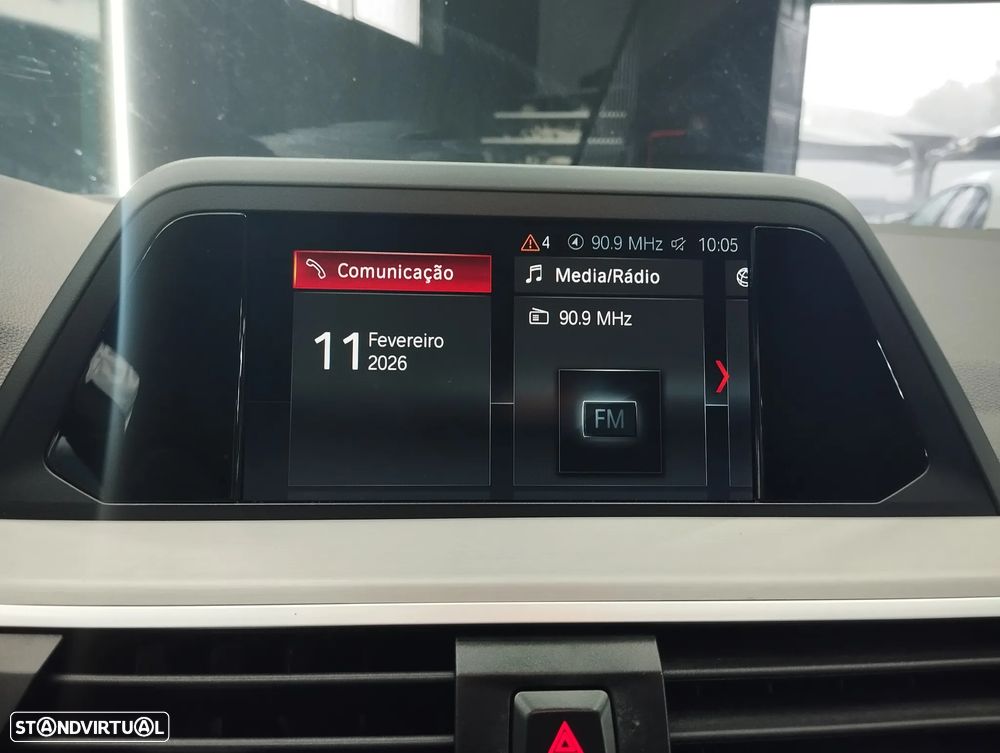 4 90.9 MHz 10:05
Comunicação
Media/Rádio
11 Fevereiro
2026
90.9 MHz
FM
STANDVIRTUAL